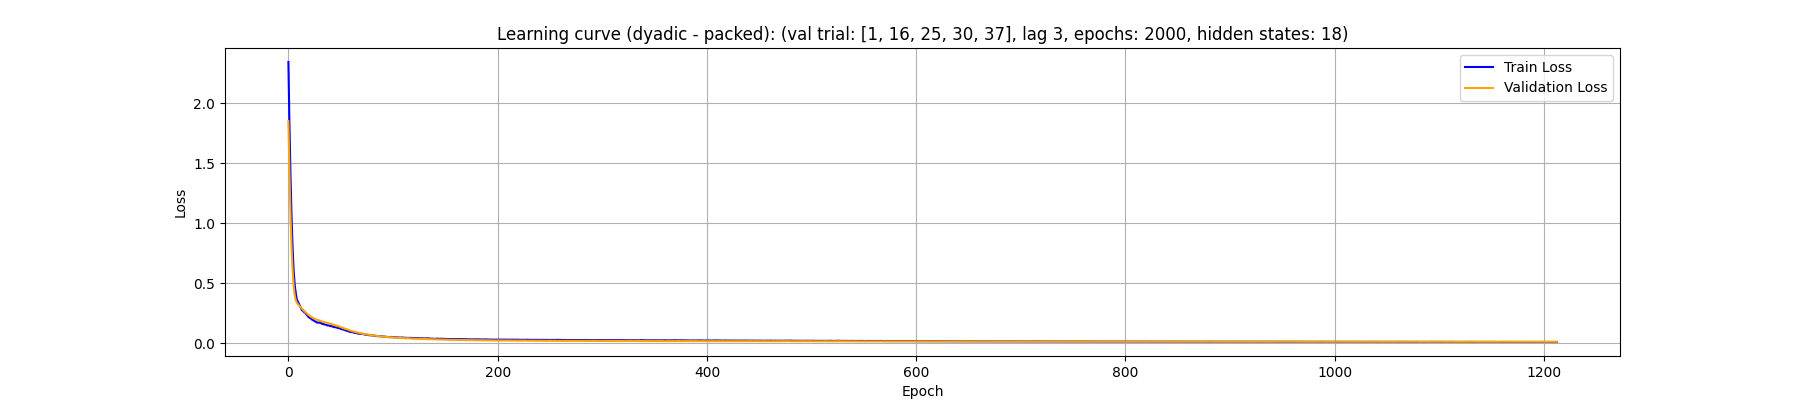 Learning curve (dyadic - packed): (val trial: [1, 16, 25, 30, 37], lag 3, epochs: 2000, hidden states: 18)
Train Loss
Validation Loss
Loss
2.0
1.5
1.0
0.5
0.0
0 200 400 600 800 1000 1200
Epoch